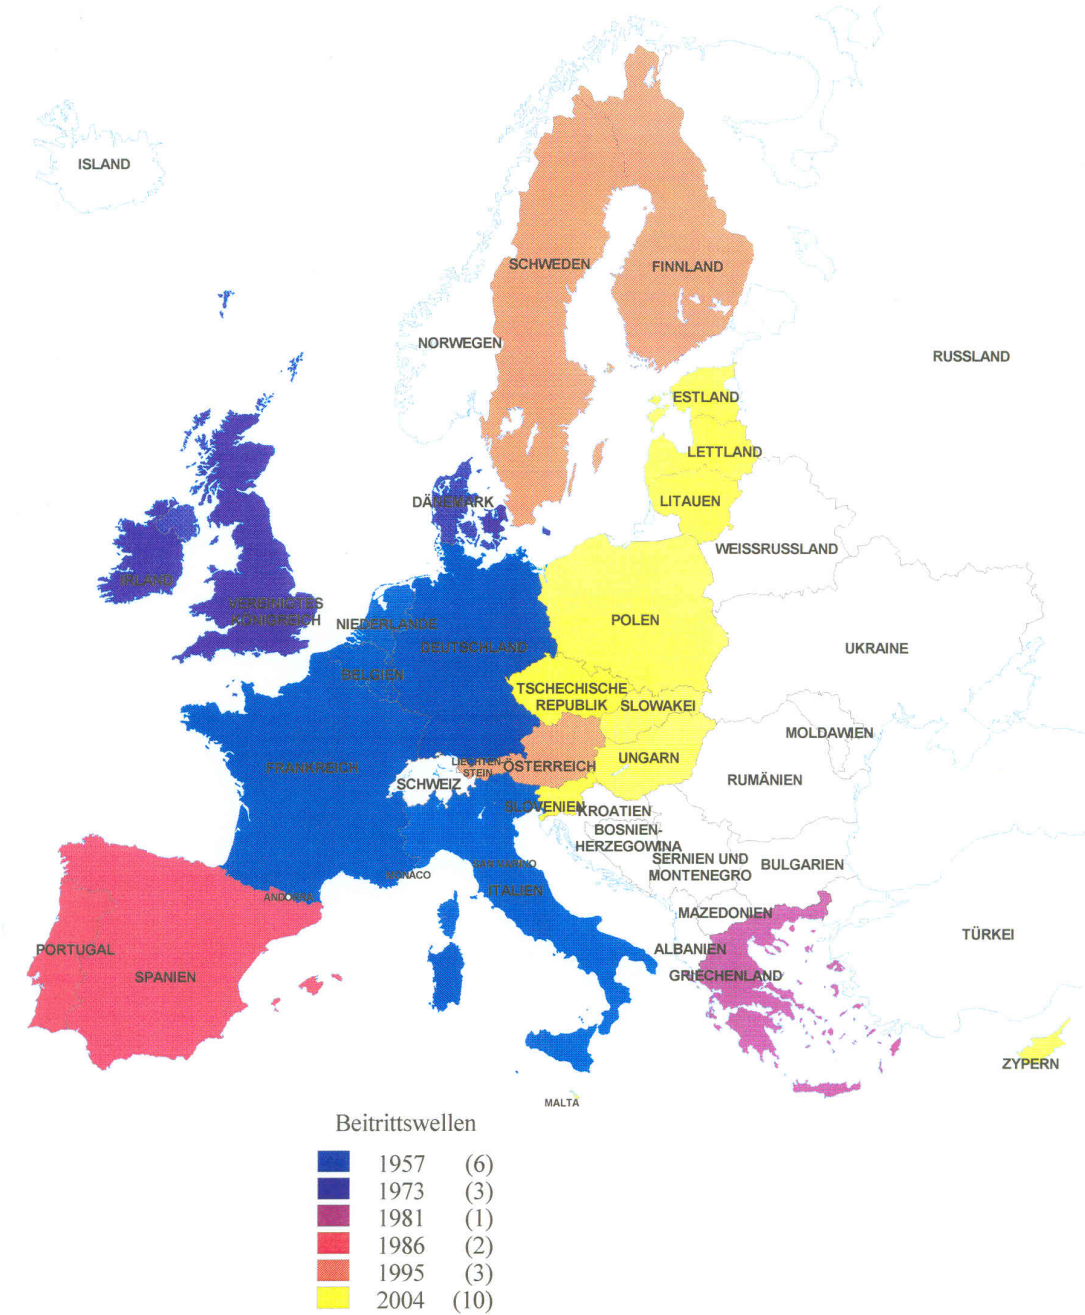 ISLAND
SCHWEDEN
FINNLAND
NORWEGEN
RUSSLAND
ESTLAND
LETTLAND
LITAUEN
DÄNEMARK
WEISSRUSSLAND
IRLAND
VEREINIGTES
KÖNIGREICH
NIEDERLANDE
POLEN
DEUTSCHLAND
UKRAINE
BELGIEN
TSCHECHISCHE
REPUBLIK
SLOWAKEI
MOLDAWIEN
UNGARN
LIECHTEN-
STEIN
ÖSTERREICH
FRANKREICH
SCHWEIZ
RUMÄNIEN
SLOVENIEN
KROATIEN
BOSNIEN-
HERZEGOWINA
SERNIEN UND
MONTENEGRO
BULGARIEN
SAN MARINO
MONACO
ITALIEN
ANDORRA
MAZEDONIEN
PORTUGAL
SPANIEN
ALBANIEN
TÜRKEI
GRIECHENLAND
ZYPERN
MALTA
Beitrittswellen
1957 (6)
1973 (3)
1981 (1)
1986 (2)
1995 (3)
2004 (10)